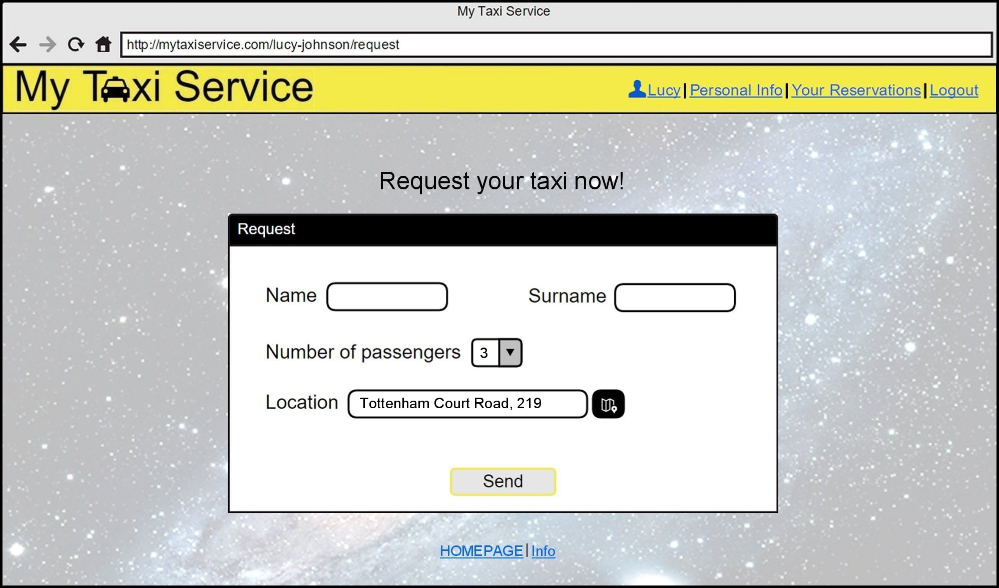 My Taxi Service
http://mytaxiservice.com/lucy-johnson/request
My Taxi Service
Lucy | Personal Info | Your Reservations | Logout
Request your taxi now!
Request
Name Surname
Number of passengers 3
Location Tottenham Court Road, 219
Send
HOMEPAGE | Info